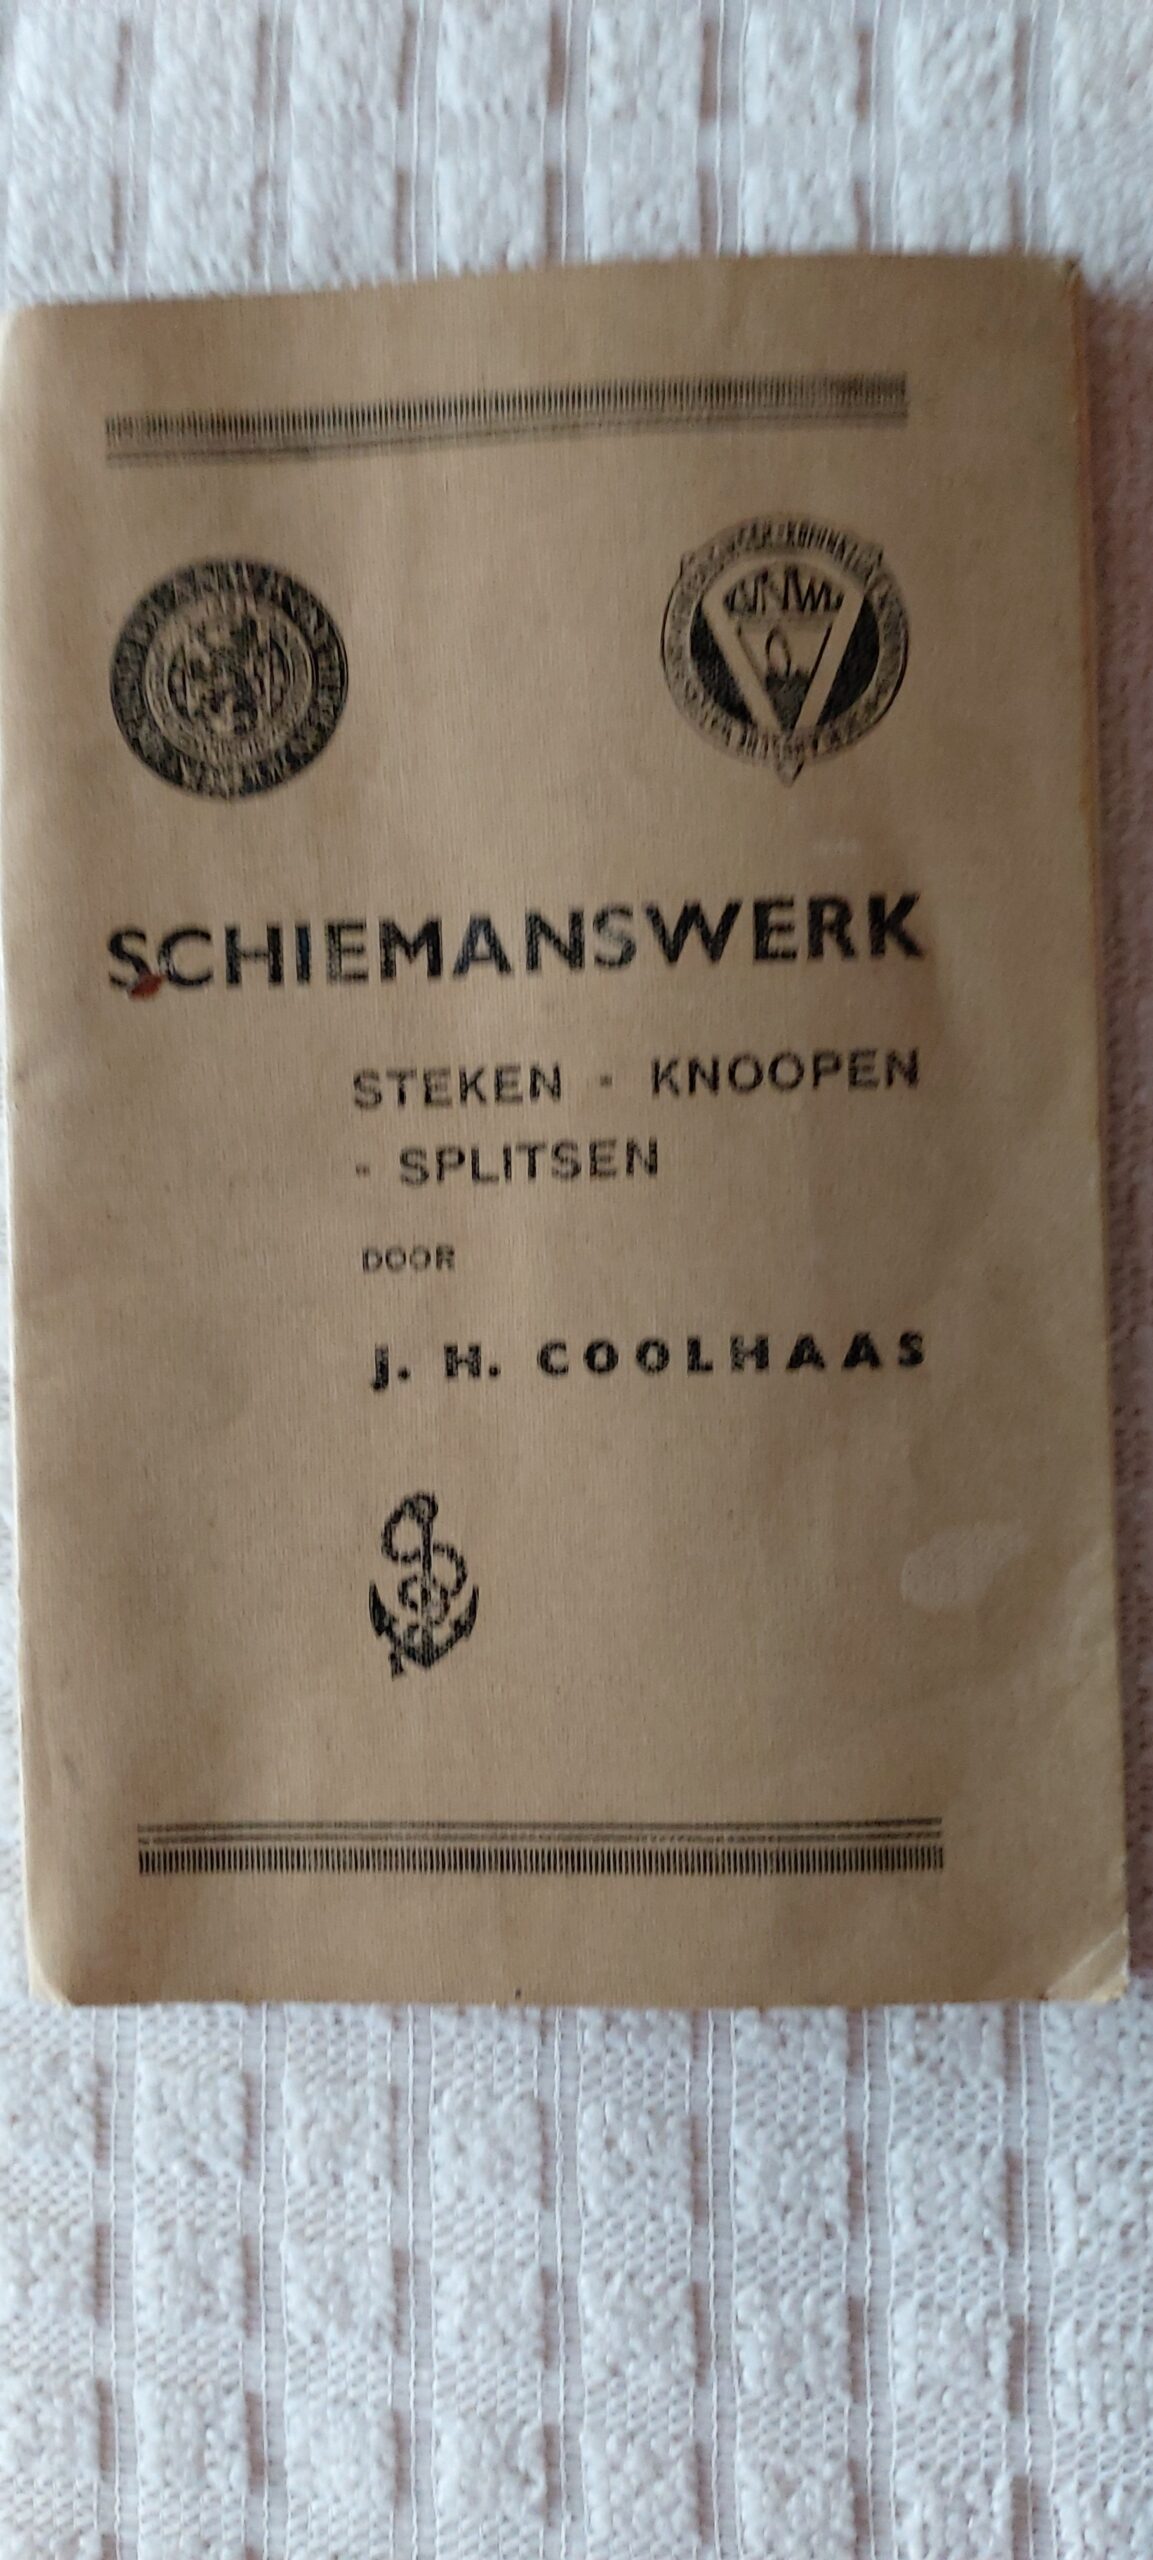 SCHIEMANSWERK
STEKEN - KNOOPEN
- SPLITSEN
DOOR
J. H. COOLHAAS